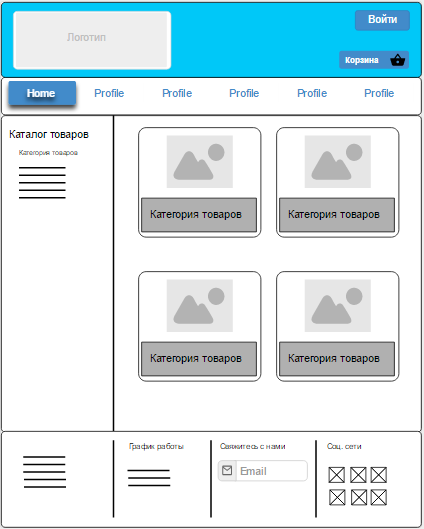 Логотип
Войти
Корзина
Home
Profile
Profile
Profile
Profile
Profile
Каталог товаров
Категория товаров
Категория товаров
Категория товаров
Категория товаров
Категория товаров
График работы
Свяжитесь с нами
Соц. сети
Email